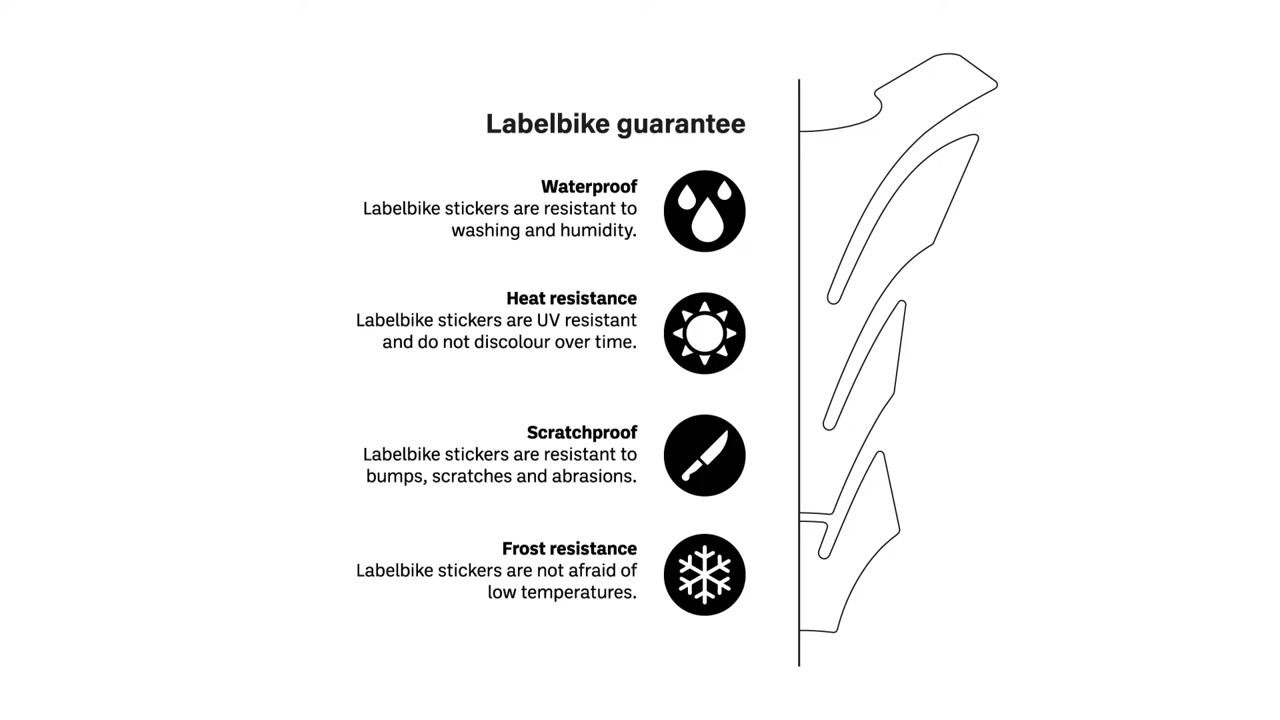 Labelbike guarantee
Waterproof
Labelbike stickers are resistant to
washing and humidity.
Heat resistance
Labelbike stickers are UV resistant
and do not discolour over time.
Scratchproof
Labelbike stickers are resistant to
bumps, scratches and abrasions.
Frost resistance
Labelbike stickers are not afraid of
low temperatures.